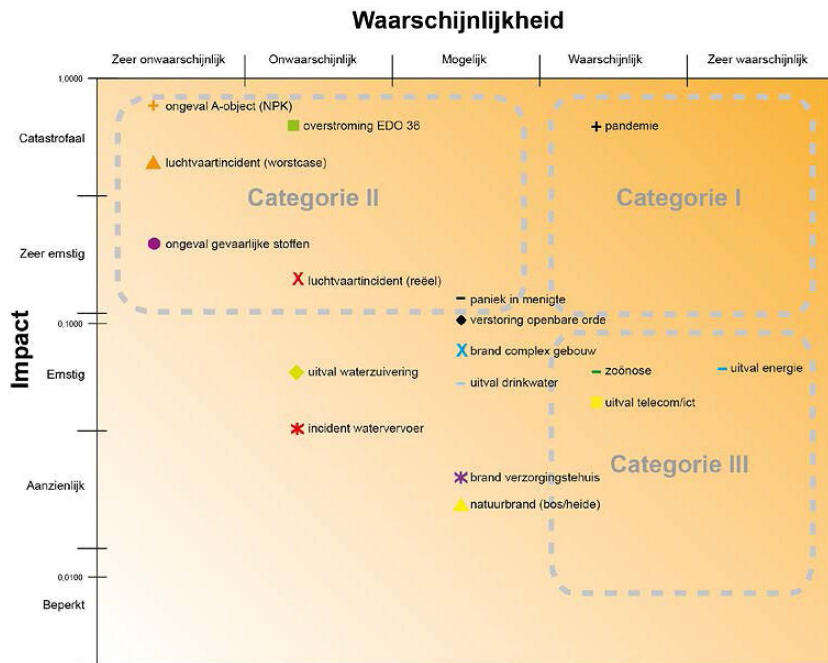 Waarschijnlijkheid
Zeer onwaarschijnlijk
Onwaarschijnlijk
Mogelijk
Waarschijnlijk
Zeer waarschijnlijk
1,0000
ongeval A-object (NPK)
overstroming EDO 36
pandemie
Catastrofaal
luchtvaartincident (worstcase)
Categorie II
Categorie I
ongeval gevaarlijke stoffen
Zeer ernstig
luchtvaartincident (reëel)
paniek in menigte
0,1000
verstoring openbare orde
Impact
brand complex gebouw
Ernstig
uitval waterzuivering
zoönose
uitval energie
uitval drinkwater
uitval telecom/ict
incident watervervoer
Categorie III
Aanzienlijk
brand verzorgingstehuis
natuurbrand (bos/heide)
0,0100
Beperkt